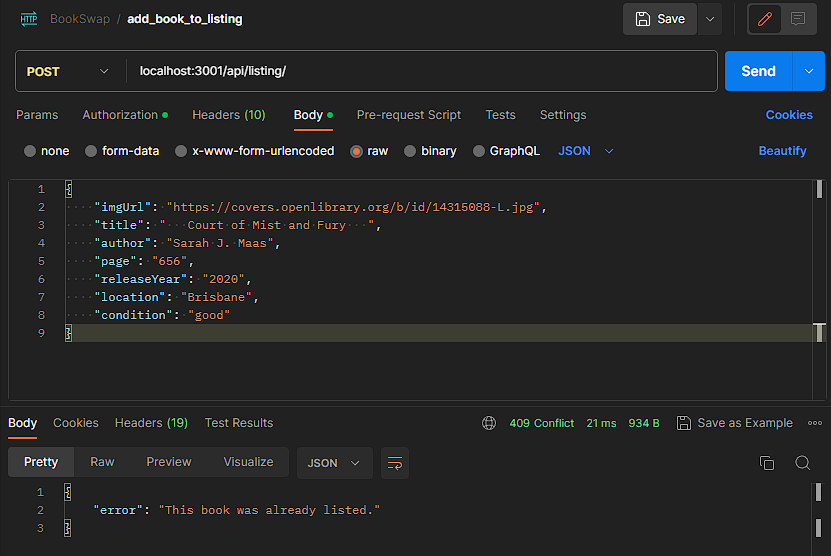 HTTP BookSwap / add_book_to_listing Save
POST localhost:3001/api/listing/ Send
Params Authorization Headers (10) Body Pre-request Script Tests Settings Cookies
none form-data x-www-form-urlencoded raw binary GraphQL JSON Beautify
1 {
2 "imgUrl": "https://covers.openlibrary.org/b/id/14315088-L.jpg",
3 "title": "   Court of Mist and Fury   ",
4 "author": "Sarah J. Maas",
5 "page": "656",
6 "releaseYear": "2020",
7 "location": "Brisbane",
8 "condition": "good"
9 }
Body Cookies Headers (19) Test Results 409 Conflict 21 ms 934 B Save as Example
Pretty Raw Preview Visualize JSON
1 {
2 "error": "This book was already listed."
3 }